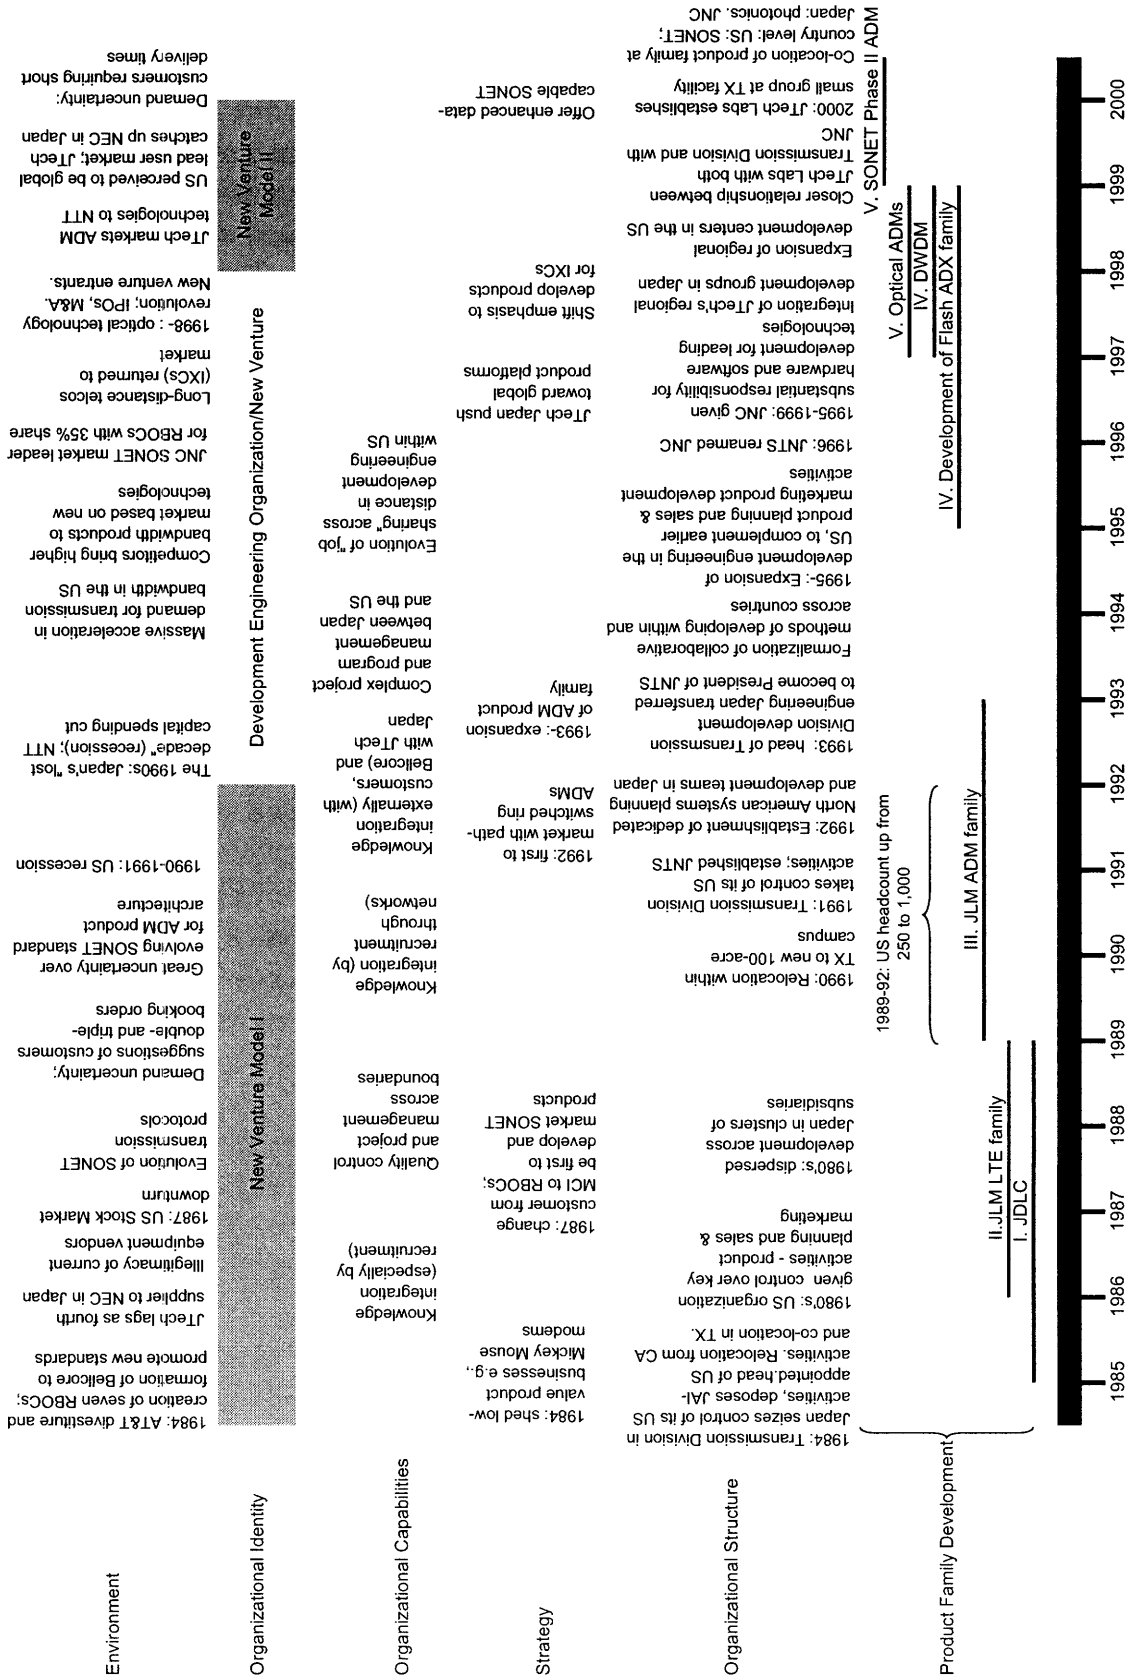 Environment
1984: AT&T divestiture and
creation of seven RBOCs;
formation of Bellcore to
promote new standards
JTech lags as fourth
supplier to NEC in Japan
Illegitimacy of current
equipment vendors
1987: US Stock Market
downturn
Evolution of SONET
transmission
protocols
Demand uncertainty;
suggestions of customers
double- and triple-
booking orders
Great uncertainty over
evolving SONET standard
for ADM product
architecture
1990-1991: US recession
The 1990s: Japan's "lost
decade" (recession); NTT
capital spending cut
Massive acceleration in
demand for transmission
bandwidth in the US
Competitors bring higher
bandwidth products to
market based on new
technologies
JNC SONET market leader
for RBOCs with 35% share
Long-distance telcos
(IXCs) returned to
market
1998- : optical technology
revolution; IPOs, M&A.
New venture entrants.
JTech markets ADM
technologies to NTT
US perceived to be global
lead user market; JTech
catches up NEC in Japan
Demand uncertainty:
customers requiring short
delivery times
Organizational Identity
New Venture Model I
Development Engineering Organization/New Venture
New Venture
Model II
Organizational Capabilities
Knowledge
integration
(especially by
recruitment)
Quality control
and project
management
across
boundaries
Knowledge
integration (by
recruitment
through
networks)
Knowledge
integration
externally (with
customers,
Bellcore) and
with JTech
Japan
Complex project
and program
management
between Japan
and the US
Evolution of "job
sharing" across
distance in
development
engineering
within US
Strategy
1984: shed low-
value product
businesses e.g.,
Mickey Mouse
modems
1987: change
customer from
MCI to RBOCs;
be first to
develop and
market SONET
products
1992: first to
market with path-
switched ring
ADMs
1993-: expansion
of ADM product
family
JTech Japan push
toward global
product platforms
Shift emphasis to
develop products
for IXCs
Offer enhanced data-
capable SONET
Organizational Structure
1984: Transmission Division in
Japan seizes control of its US
activities, deposes JAI-
appointed.head of US
activities. Relocation from CA
and co-location in TX.
1980's: US organization
given control over key
activities - product
planning and sales &
marketing
1980's: dispersed
development across
Japan in clusters of
subsidiaries
1990: Relocation within
TX to new 100-acre
campus
1991: Transmission Division
takes control of its US
activities; established JNTS
1992: Establishment of dedicated
North American systems planning
and development teams in Japan
1993: head of Transmssion
Division development
engineering Japan transferred
to become President of JNTS
Formalization of collaborative
methods of developing within and
across countries
1995-: Expansion of
development engineering in the
US, to complement earlier
product planning and sales &
marketing product development
activities
1996: JNTS renamed JNC
1995-1999: JNC given
substantial responsibility for
hardware and software
development for leading
technologies
Integration of JTech's regional
development groups in Japan
Expansion of regional
development centers in the US
Closer relationship between
JTech Labs with both
Transmission Division and with
JNC
2000: JTech Labs establishes
small group at TX facility
Co-location of product family at
country level: US: SONET;
Japan: photonics. JNC
Product Family Development
1989-92: US headcount up from
250 to 1,000
I. JDLC
II.JLM LTE family
III. JLM ADM family
IV. Development of Flash ADX family
IV. DWDM
V. Optical ADMs
V. SONET Phase II ADM
1985
1986
1987
1988
1989
1990
1991
1992
1993
1994
1995
1996
1997
1998
1999
2000